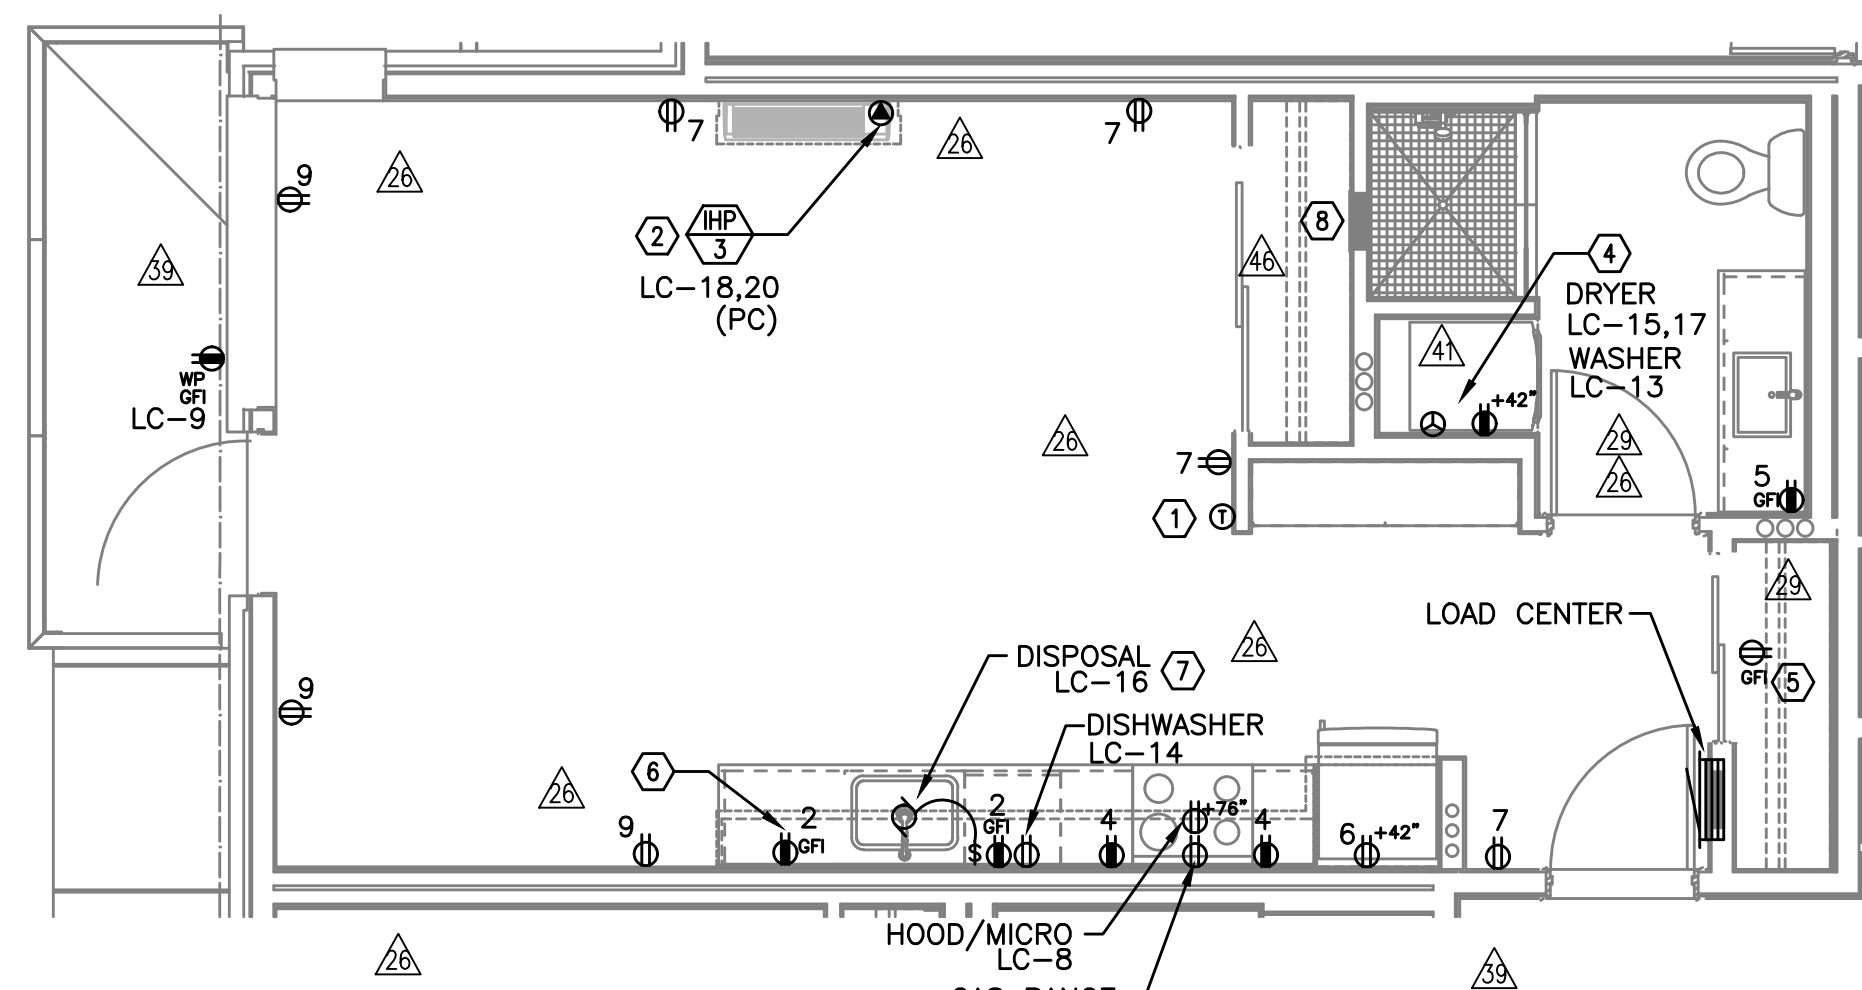 7
7
9
26
26
39
2
IHP
3
LC-18,20
(PC)
8
46
4
DRYER
LC-15,17
WASHER
LC-13
41
+42"
WP
GFI
LC-9
26
29
26
7
1
T
5
GFI
29
LOAD CENTER
26
GFI
5
9
DISPOSAL
LC-16
7
DISHWASHER
LC-14
6
26
9
2
GFI
2
GFI
S
4
+76"
4
6
+42"
7
HOOD/MICRO
LC-8
26
39